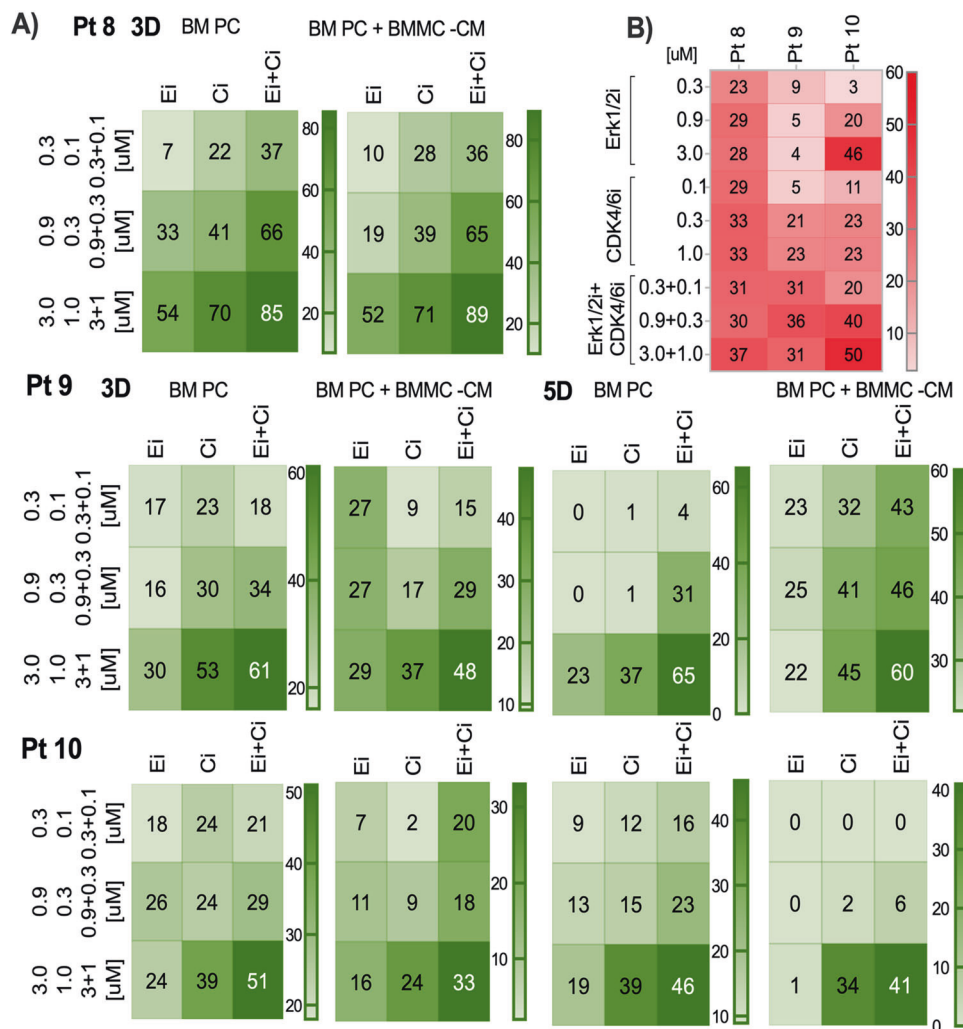 A) Pt 8 3D BM PC BM PC + BMMC -CM
Ei Ci Ei+Ci Ei Ci Ei+Ci
0.3 0.1 0.3+0.1 7 22 37 10 28 36
0.9 0.3 0.9+0.3 33 41 66 19 39 65
3.0 1.0 3+1 54 70 85 52 71 89
[uM]
80 60 40 20
80 60 40 20
B)
[uM] Pt 8 Pt 9 Pt 10
Erk1/2i
0.3 23 9 3
0.9 29 5 20
3.0 28 4 46
CDK4/6i
0.1 29 5 11
0.3 33 21 23
1.0 33 23 23
Erk1/2i+
CDK4/6i
0.3+0.1 31 31 20
0.9+0.3 30 36 40
3.0+1.0 37 31 50
60 50 40 30 20 10
Pt 9 3D BM PC BM PC + BMMC -CM 5D BM PC BM PC + BMMC -CM
Ei Ci Ei+Ci Ei Ci Ei+Ci Ei Ci Ei+Ci Ei Ci Ei+Ci
0.3 0.1 0.3+0.1 17 23 18 27 9 15 0 1 4 23 32 43
0.9 0.3 0.9+0.3 16 30 34 27 17 29 0 1 31 25 41 46
3.0 1.0 3+1 30 53 61 29 37 48 23 37 65 22 45 60
[uM]
60 40 20
40 30 20 10
60 40 20 0
60 50 40 30
Pt 10
Ei Ci Ei+Ci Ei Ci Ei+Ci Ei Ci Ei+Ci Ei Ci Ei+Ci
0.3 0.1 0.3+0.1 18 24 21 7 2 20 9 12 16 0 0 0
0.9 0.3 0.9+0.3 26 24 29 11 9 18 13 15 23 0 2 6
3.0 1.0 3+1 24 39 51 16 24 33 19 39 46 1 34 41
[uM]
50 40 30 20
30 20 10
40 30 20 10
40 30 20 10 0